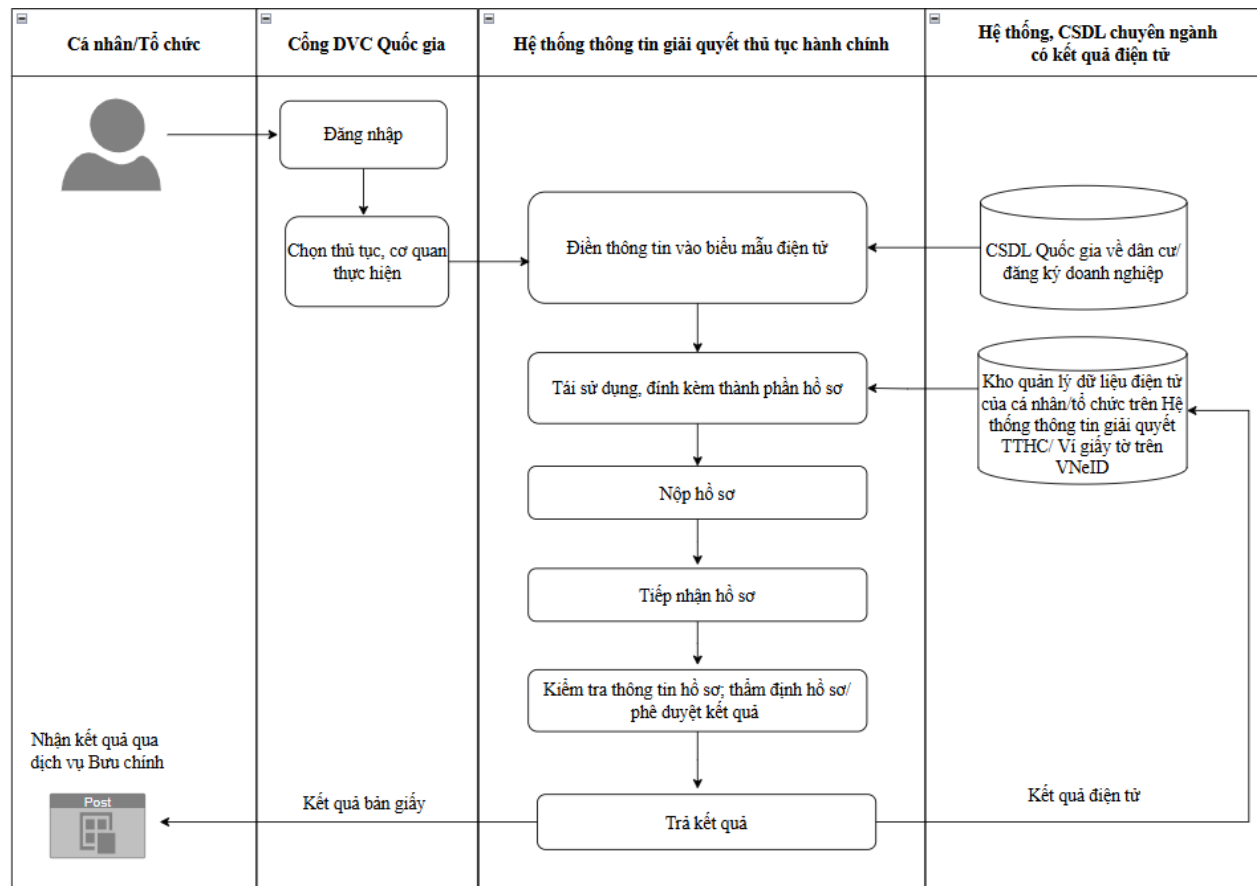 Cá nhân/Tổ chức
Cổng DVC Quốc gia
Hệ thống thông tin giải quyết thủ tục hành chính
Hệ thống, CSDL chuyên ngành
có kết quả điện tử
Đăng nhập
Chọn thủ tục, cơ quan
thực hiện
Điền thông tin vào biểu mẫu điện tử
CSDL Quốc gia về dân cư/
đăng ký doanh nghiệp
Tái sử dụng, đính kèm thành phần hồ sơ
Kho quản lý dữ liệu điện tử
của cá nhân/tổ chức trên Hệ
thống thông tin giải quyết
TTHC/ Ví giấy tờ trên
VNeID
Nộp hồ sơ
Tiếp nhận hồ sơ
Kiểm tra thông tin hồ sơ; thẩm định hồ sơ/
phê duyệt kết quả
Nhận kết quả qua
dịch vụ Bưu chính
Post
Kết quả bản giấy
Trả kết quả
Kết quả điện tử